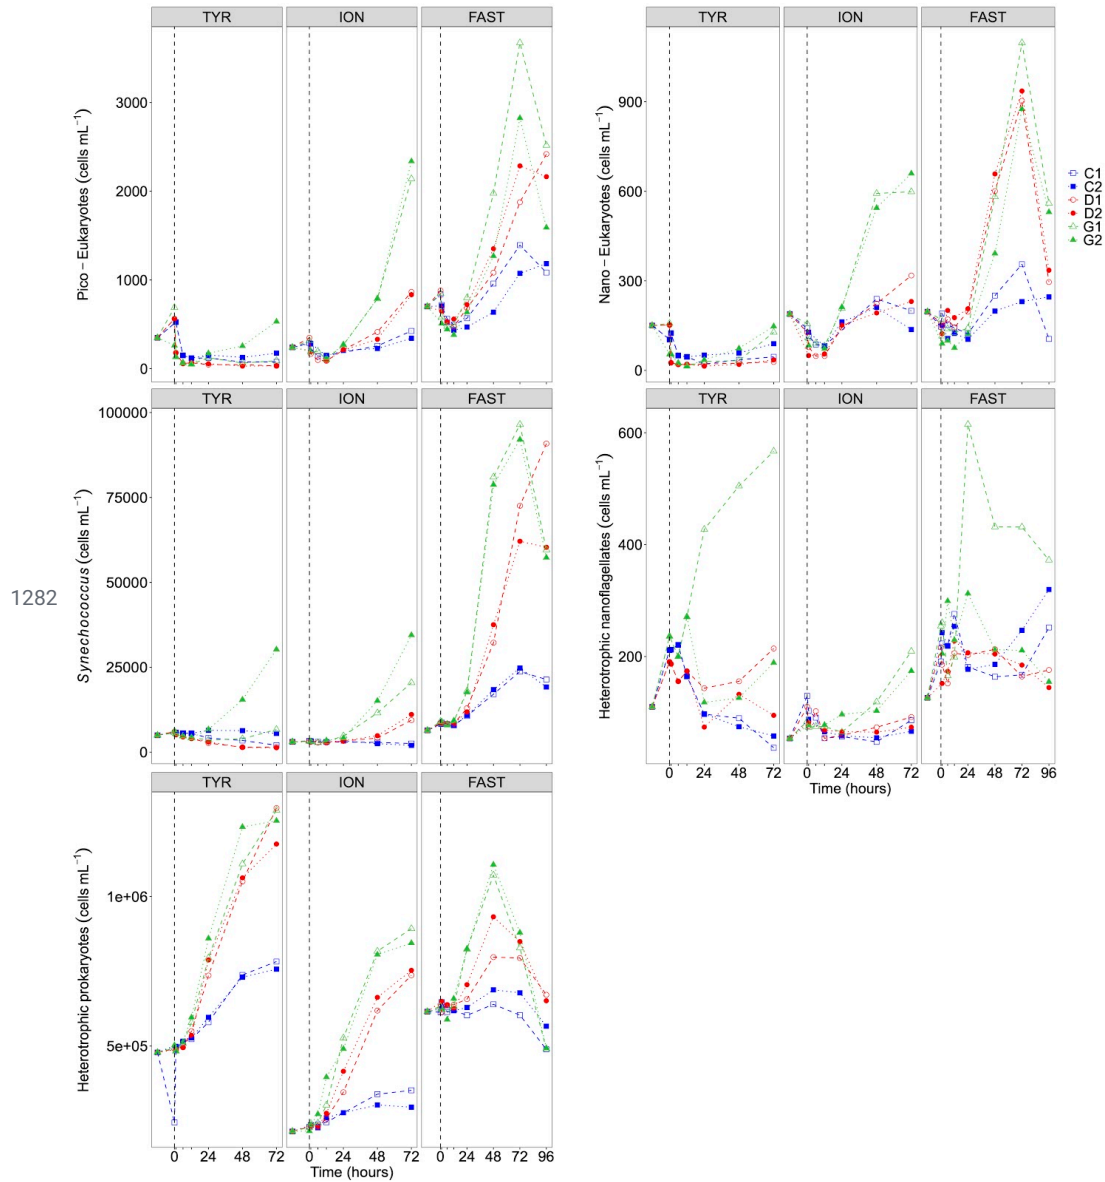 TYR ION FAST
Pico − Eukaryotes (cells mL−1)
3000
2000
1000
0
TYR ION FAST
Nano − Eukaryotes (cells mL−1)
900
600
300
0
C1
C2
D1
D2
G1
G2
TYR ION FAST
Synechococcus (cells mL−1)
100000
75000
50000
25000
0
1282
TYR ION FAST
Heterotrophic nanoflagellates (cells mL−1)
600
400
200
0 24 48 72 0 24 48 72 0 24 48 72 96
Time (hours)
TYR ION FAST
Heterotrophic prokaryotes (cells mL−1)
1e+06
5e+05
0 24 48 72 0 24 48 72 0 24 48 72 96
Time (hours)